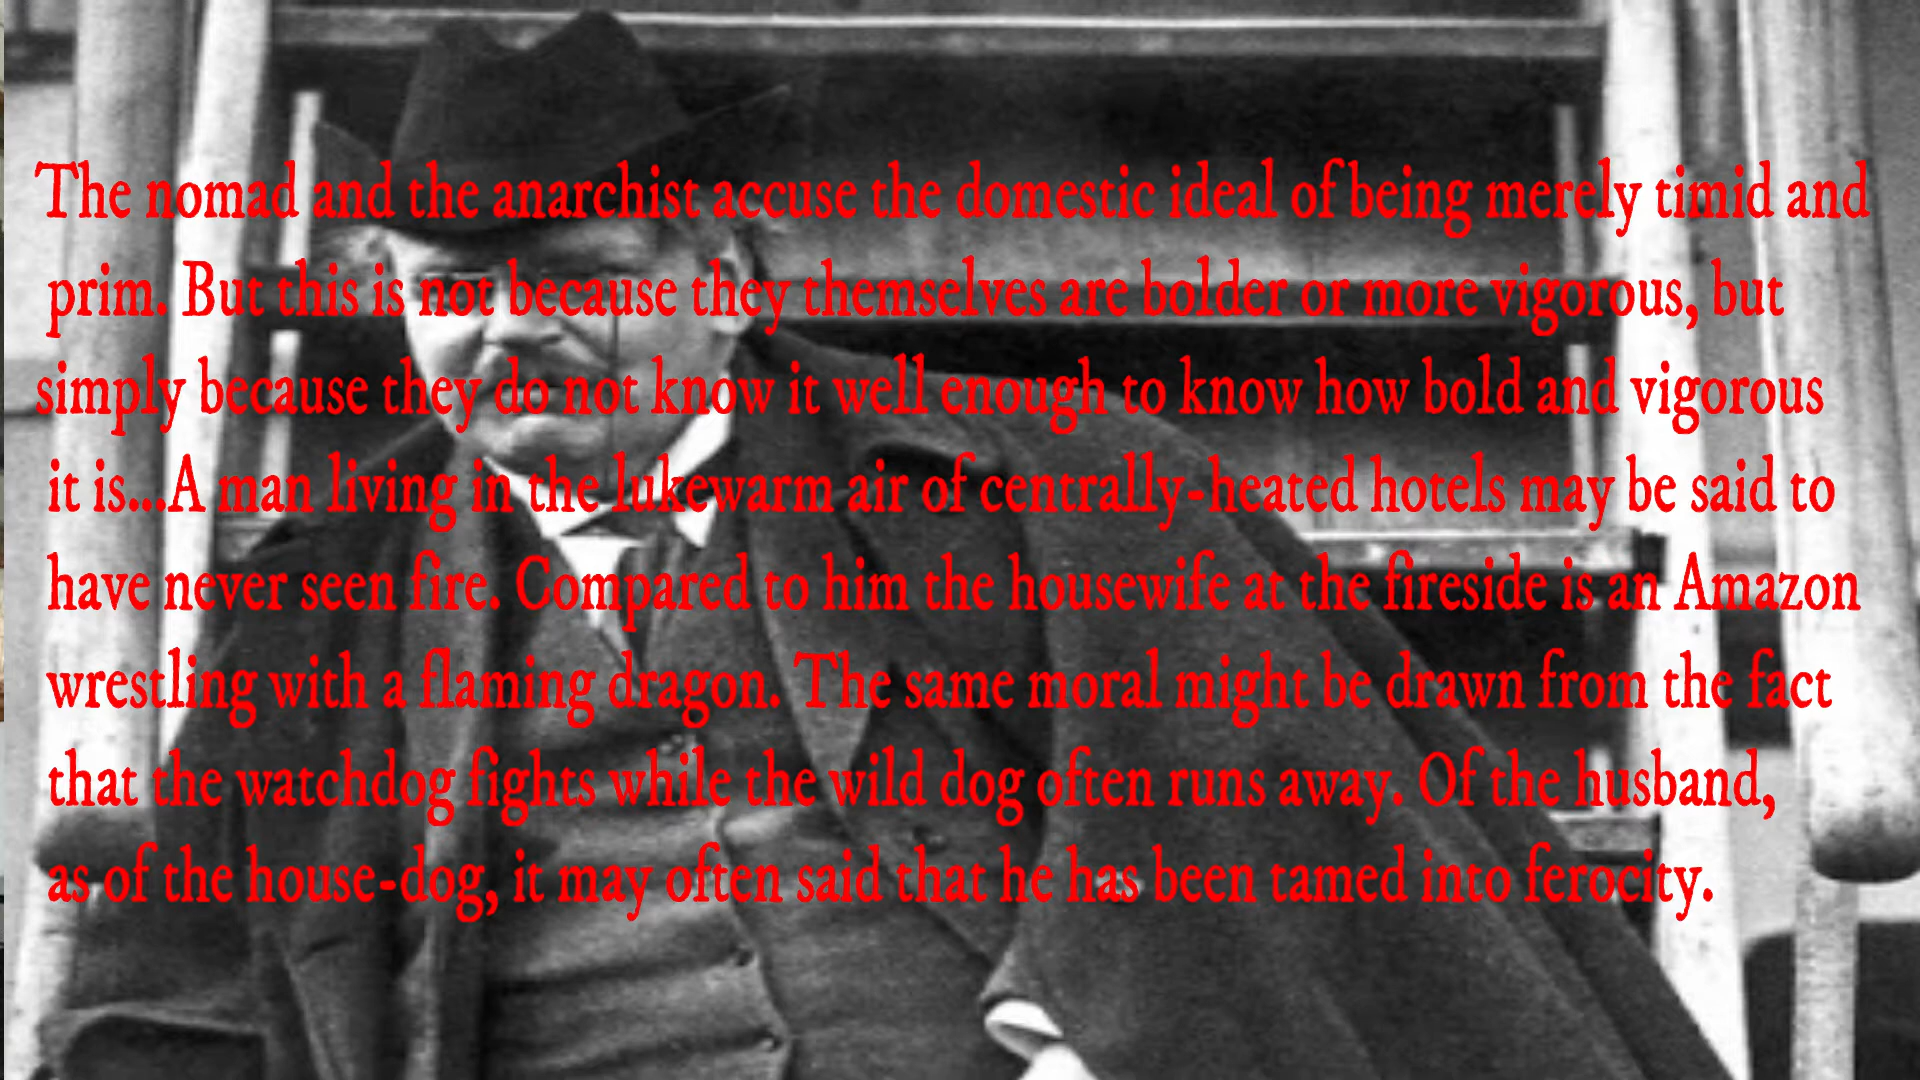 The nomad and the anarchist accuse the domestic ideal of being merely timid and
prim. But this is not because they themselves are bolder or more vigorous, but
simply because they do not know it well enough to know how bold and vigorous
it is...A man living in the lukewarm air of centrally-heated hotels may be said to
have never seen fire. Compared to him the housewife at the fireside is an Amazon
wrestling with a flaming dragon. The same moral might be drawn from the fact
that the watchdog fights while the wild dog often runs away. Of the husband,
as of the house-dog, it may often said that he has been tamed into ferocity.